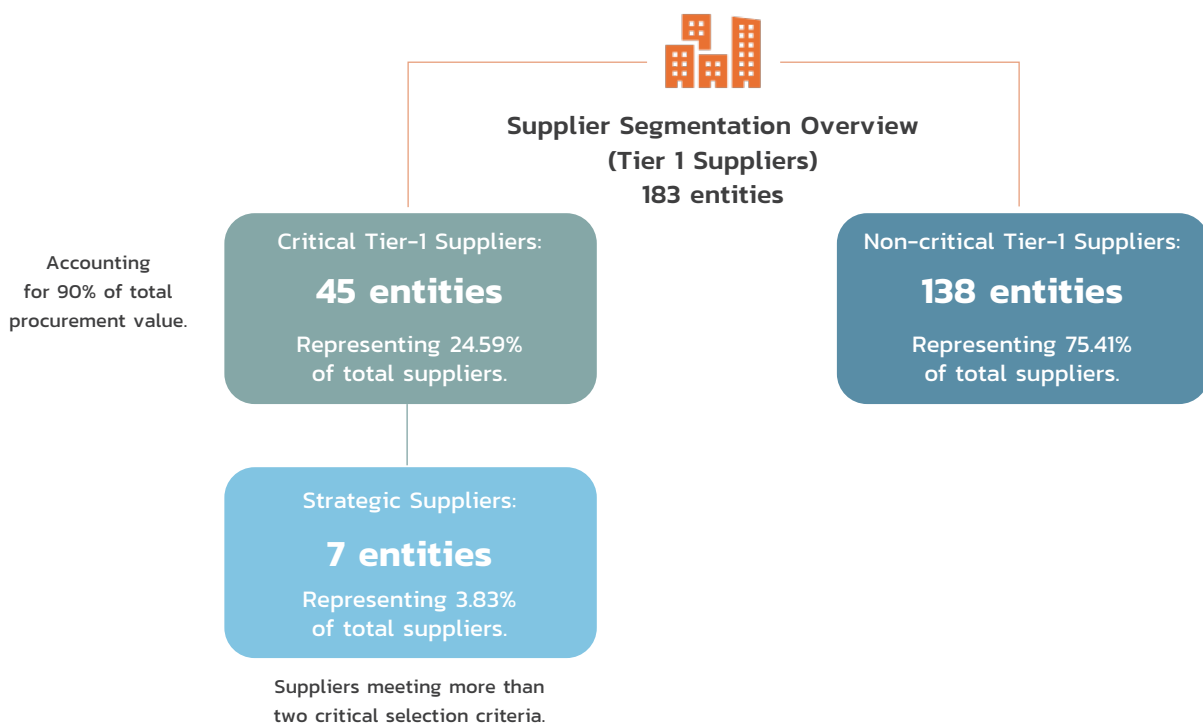 Supplier Segmentation Overview
(Tier 1 Suppliers)
183 entities
Accounting
for 90% of total
procurement value.
Critical Tier-1 Suppliers:
45 entities
Representing 24.59%
of total suppliers.
Non-critical Tier-1 Suppliers:
138 entities
Representing 75.41%
of total suppliers.
Strategic Suppliers:
7 entities
Representing 3.83%
of total suppliers.
Suppliers meeting more than
two critical selection criteria.